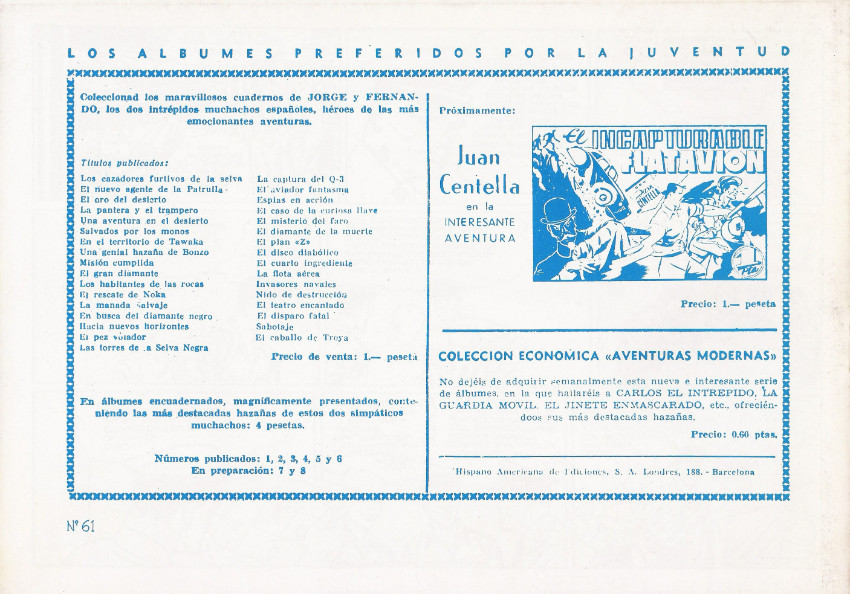 LOS ALBUMES PREFERIDOS POR LA JUVENTUD
Coleccionad los maravillosos cuadernos de JORGE y FERNAN-
DO, los dos intrépidos muchachos españoles, héroes de las más
emocionantes aventuras.
Títulos publicados:
Los cazadores furtivos de la selva
El nuevo agente de la Patrulla
El oro del desierto
La pantera y el trampero
Una aventura en el desierto
Salvados por los monos
En el territorio de Tawaka
Una genial hazaña de Bonzo
Misión cumplida
El gran diamante
Los habitantes de las rocas
El rescate de Noka
La manada salvaje
En busca del diamante negro
Hacia nuevos horizontes
El pez volador
Las torres de la Selva Negra
La captura del Q-3
El aviador fantasma
Espías en acción
El caso de la curiosa llave
El misterio del faro
El diamante de la muerte
El plan «Z»
El disco diabólico
El cuarto ingrediente
La flota aérea
Invasores navales
Nido de destrucción
El teatro encantado
El disparo fatal
Sabotaje
El caballo de Troya
Precio de venta: 1.— peseta
En álbumes encuadernados, magníficamente presentados, conte-
niendo las más destacadas hazañas de estos dos simpáticos
muchachos: 4 pesetas.
Números publicados: 1, 2, 3, 4, 5 y 6
En preparación: 7 y 8
Próximamente:
Juan
Centella
en la
INTERESANTE
AVENTURA
El INCAPTURABLE
FLATAVION
JUAN
CENTELLA
1
Pta
Precio: 1.— peseta
COLECCION ECONOMICA «AVENTURAS MODERNAS»
No dejéis de adquirir semanalmente esta nueva e interesante serie
de álbumes, en la que hallaréis a CARLOS EL INTREPIDO, LA
GUARDIA MOVIL, EL JINETE ENMASCARADO, etc., ofrecién-
doos sus más destacadas hazañas.
Precio: 0.60 ptas.
Hispano Americana de Ediciones, S. A. Londres, 188. - Barcelona
Nº 61